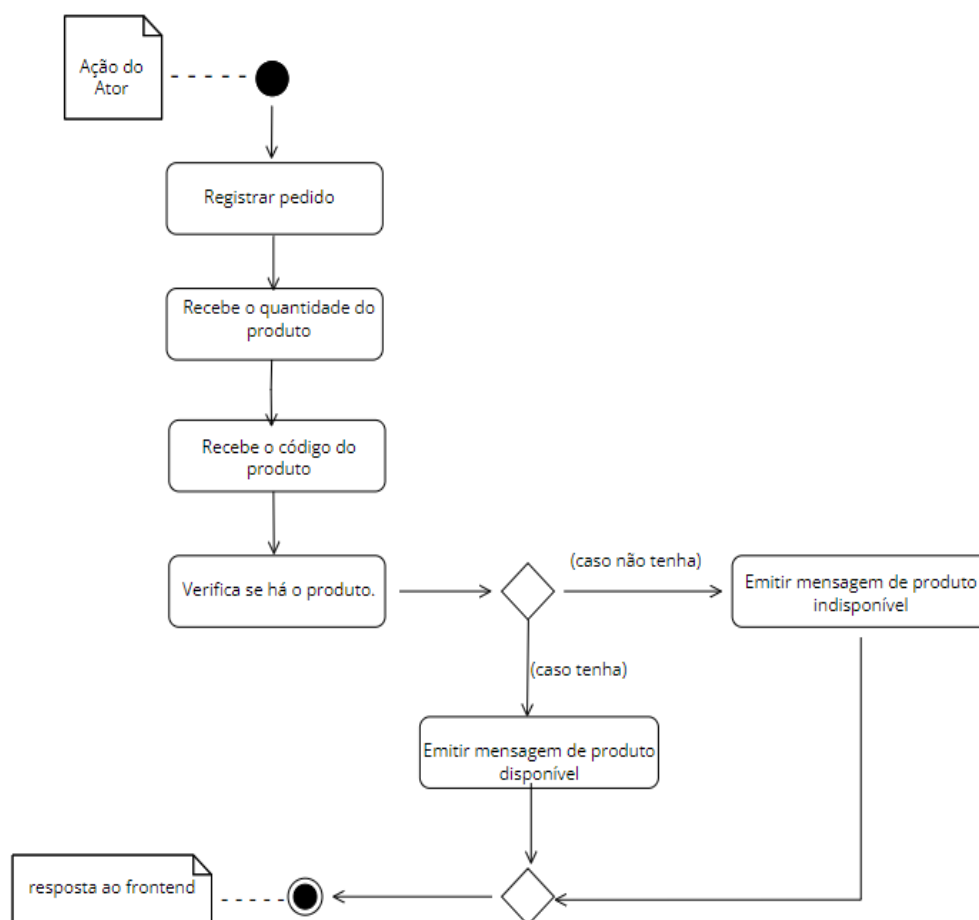 Ação do
Ator
Registrar pedido
Recebe o quantidade do
produto
Recebe o código do
produto
Verifica se há o produto.
(caso não tenha)
Emitir mensagem de produto
indisponível
(caso tenha)
Emitir mensagem de produto
disponível
resposta ao frontend